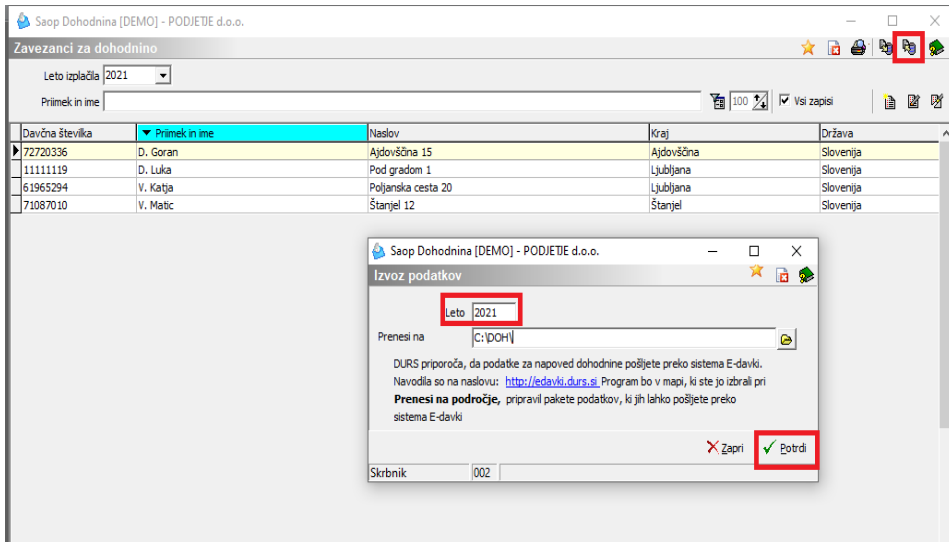 Saop Dohodnina [DEMO] - PODJETJE d.o.o.
Zavezanci za dohodnino
Leto izplačila 2021
Priimek in ime 100 Vsi zapisi
Davčna številka Priimek in ime Naslov Kraj Država
72720336 D. Goran Ajdovščina 15 Ajdovščina Slovenija
11111119 D. Luka Pod gradom 1 Ljubljana Slovenija
61965294 V. Katja Poljanska cesta 20 Ljubljana Slovenija
71087010 V. Matic Štanjel 12 Štanjel Slovenija
Saop Dohodnina [DEMO] - PODJETJE d.o.o.
Izvoz podatkov
Leto 2021
Prenesi na C:\DOH\
DURS priporoča, da podatke za napoved dohodnine pošljete preko sistema E-davki.
Navodila so na naslovu: http://edavki.durs.si Program bo v mapi, ki ste jo izbrali pri
Prenesi na področje, pripravil pakete podatkov, ki jih lahko pošljete preko
sistema E-davki
Zapri Potrdi
Skrbnik 002